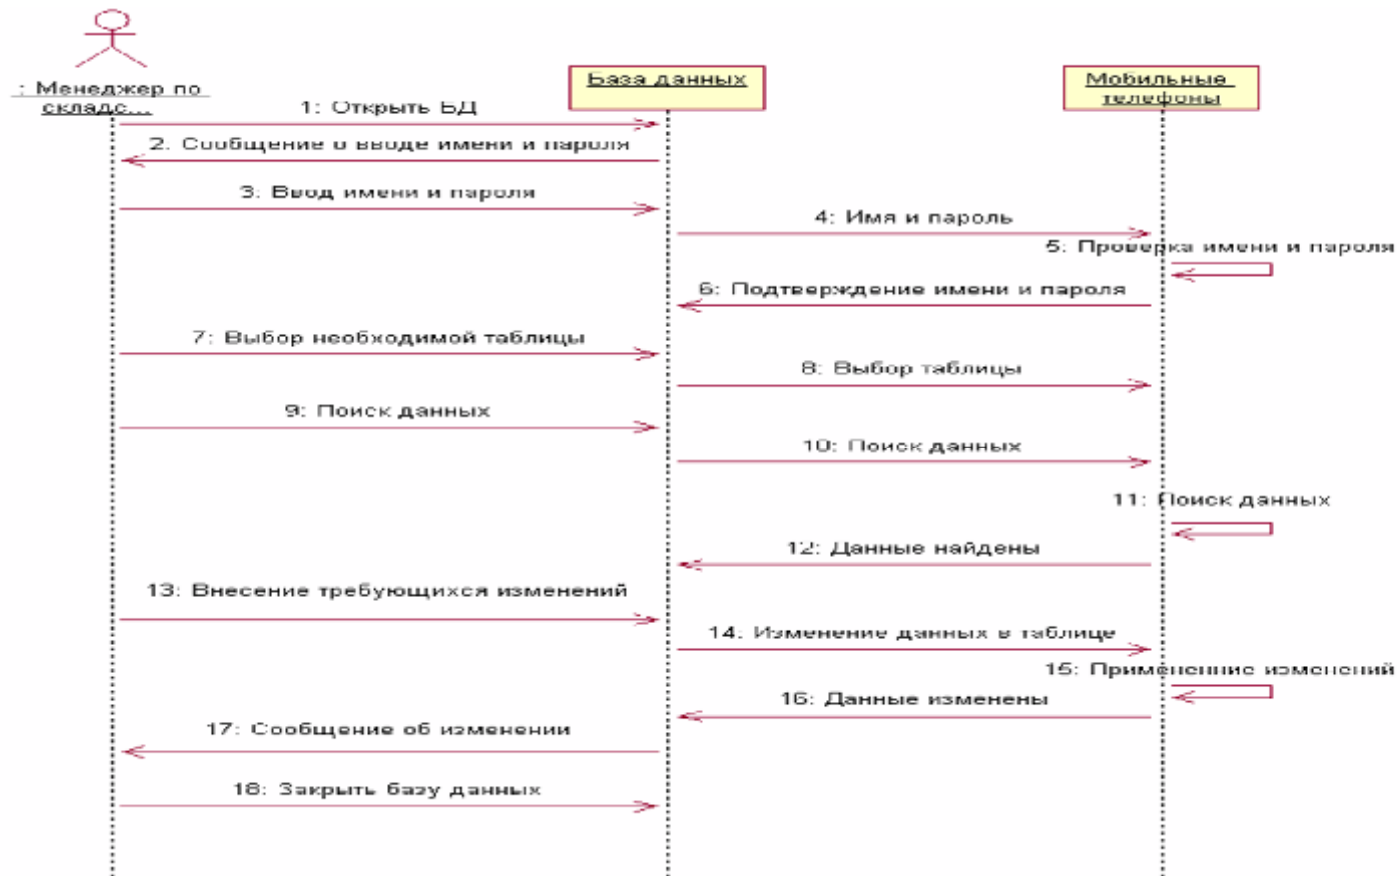 : Менеджер по
складс...
База данных
Мобильные
телефоны
1: Открыть БД
2: Сообщение о вводе имени и пароля
3: Ввод имени и пароля
4: Имя и пароль
5: Проверка имени и пароля
6: Подтверждение имени и пароля
7: Выбор необходимой таблицы
8: Выбор таблицы
9: Поиск данных
10: Поиск данных
11: Поиск данных
12: Данные найдены
13: Внесение требующихся изменений
14: Изменение данных в таблице
15: Примененние изменений
16: Данные изменены
17: Сообщение об изменении
18: Закрыть базу данных